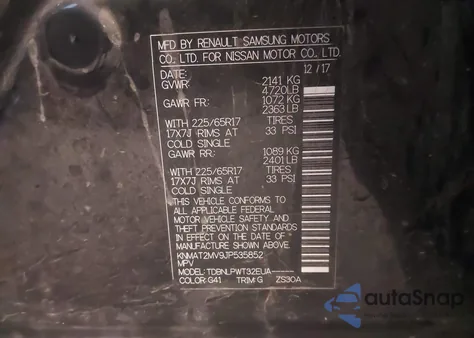 MFD BY RENAULT SAMSUNG MOTORS
CO. LTD. FOR NISSAN MOTOR CO. LTD.
DATE: 12/17
GVWR: 2141 KG
4720LB
GAWR FR: 1072 KG
2363 LB
WITH 225/65R17 TIRES
17X7J RIMS AT 33 PSI
COLD SINGLE
GAWR RR: 1089 KG
2401 LB
WITH 225/65R17 TIRES
17X7J RIMS AT 33 PSI
COLD SINGLE
THIS VEHICLE CONFORMS TO
ALL APPLICABLE FEDERAL
MOTOR VEHICLE SAFETY AND
THEFT PREVENTION STANDARDS
IN EFFECT ON THE DATE OF
MANUFACTURE SHOWN ABOVE.
KNMAT2MV9JP535852
MPV
MODEL: TDBNLPWT32EUA-----
COLOR: G41 TRIM: G ZS30A
autoSnap